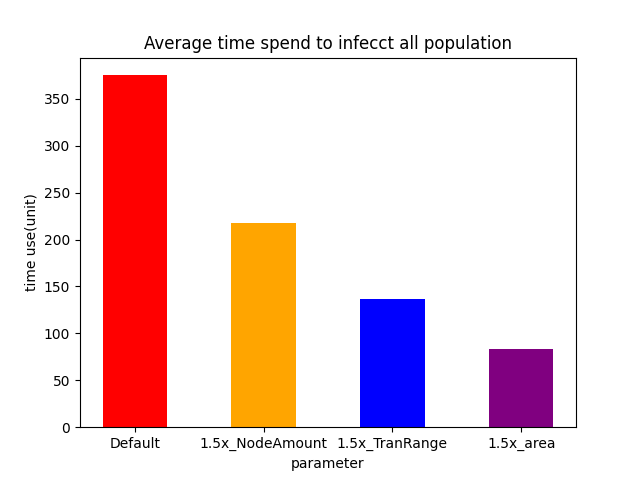 Average time spend to infecct all population
time use(unit)
350
300
250
200
150
100
50
0
Default 1.5x_NodeAmount 1.5x_TranRange 1.5x_area
parameter